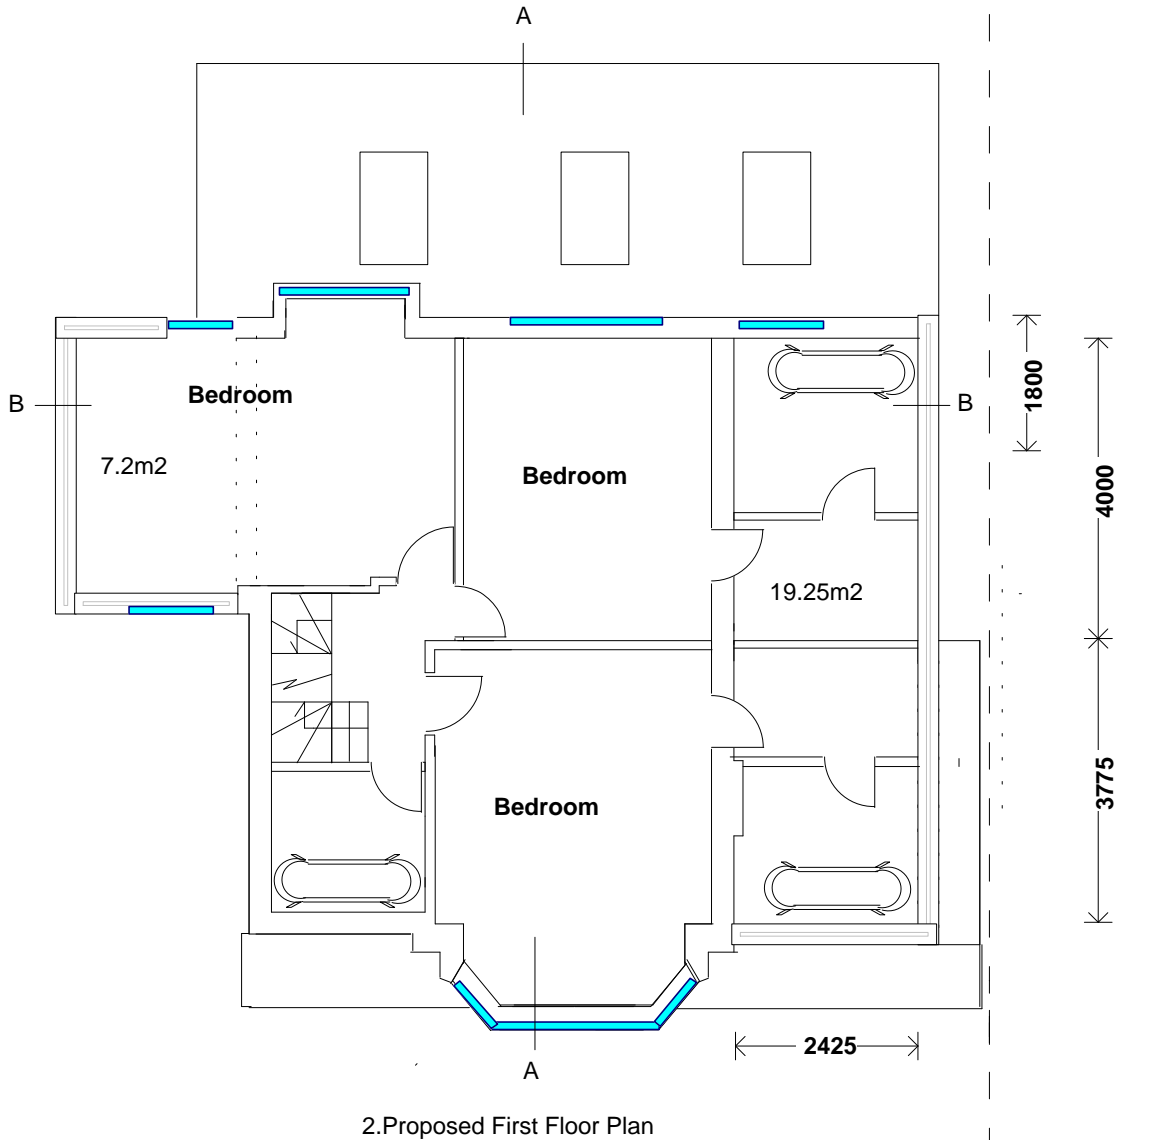 A
Bedroom
B
B
1800
7.2m2
Bedroom
4000
19.25m2
3775
Bedroom
2425
A
2.Proposed First Floor Plan